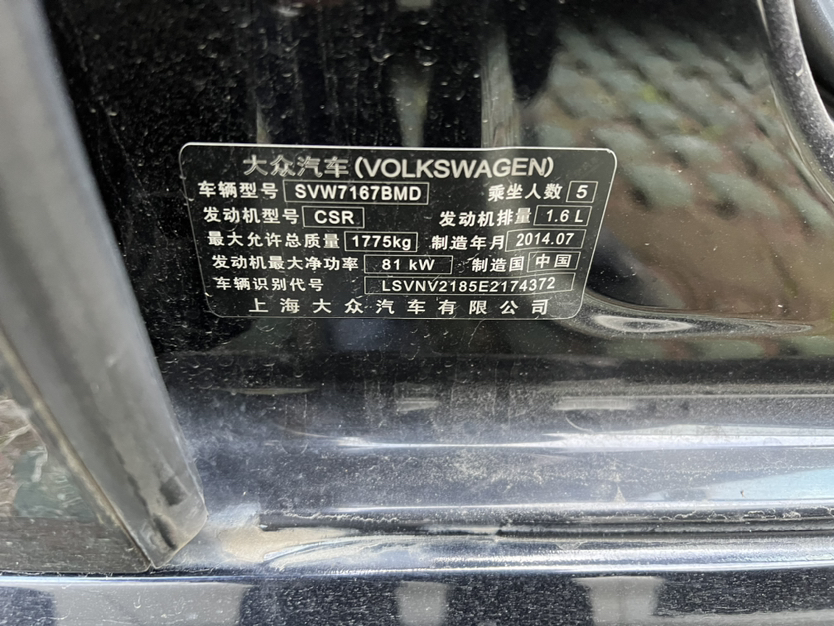 大众汽车(VOLKSWAGEN)
车辆型号 SVW7167BMD 乘坐人数 5
发动机型号 CSR 发动机排量 1.6 L
最大允许总质量 1775kg 制造年月 2014.07
发动机最大净功率 81 kW 制造国 中国
车辆识别代号 LSVNV2185E2174372
上海大众汽车有限公司